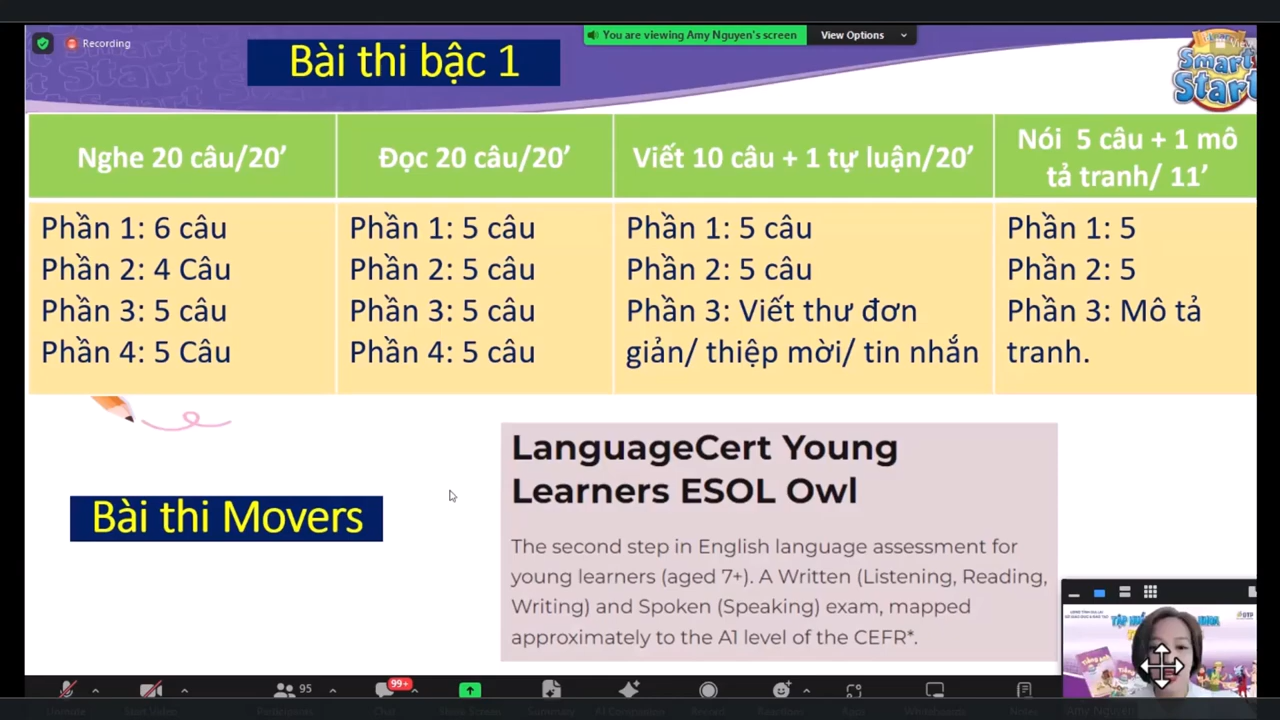 Recording
You are viewing Amy Nguyen's screen
View Options
Bài thi bậc 1
Smart
Start
Nghe 20 câu/20’
Đọc 20 câu/20’
Viết 10 câu + 1 tự luận/20’
Nói 5 câu + 1 mô
tả tranh/ 11’
Phần 1: 6 câu
Phần 2: 4 Câu
Phần 3: 5 câu
Phần 4: 5 Câu
Phần 1: 5 câu
Phần 2: 5 câu
Phần 3: 5 câu
Phần 4: 5 câu
Phần 1: 5 câu
Phần 2: 5 câu
Phần 3: Viết thư đơn
giản/ thiệp mời/ tin nhắn
Phần 1: 5
Phần 2: 5
Phần 3: Mô tả
tranh.
LanguageCert Young
Learners ESOL Owl
Bài thi Movers
The second step in English language assessment for
young learners (aged 7+). A Written (Listening, Reading,
Writing) and Spoken (Speaking) exam, mapped
approximately to the A1 level of the CEFR*.
95
99+